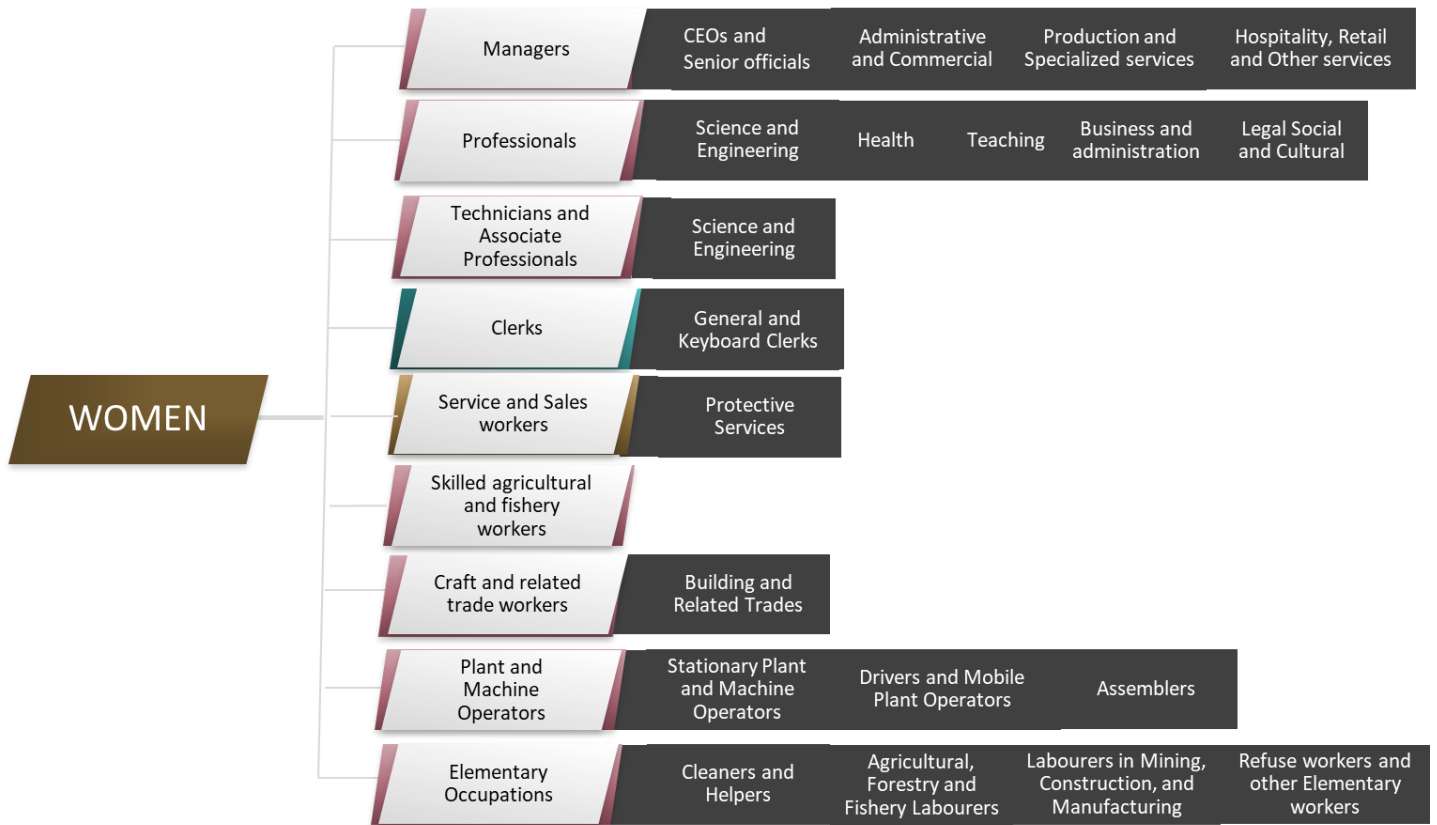 WOMEN
Managers
CEOs and
Senior officials
Administrative
and Commercial
Production and
Specialized services
Hospitality, Retail
and Other services
Professionals
Science and
Engineering
Health
Teaching
Business and
administration
Legal Social
and Cultural
Technicians and
Associate
Professionals
Science and
Engineering
Clerks
General and
Keyboard Clerks
Service and Sales
workers
Protective
Services
Skilled agricultural
and fishery
workers
Craft and related
trade workers
Building and
Related Trades
Plant and
Machine
Operators
Stationary Plant
and Machine
Operators
Drivers and Mobile
Plant Operators
Assemblers
Elementary
Occupations
Cleaners and
Helpers
Agricultural,
Forestry and
Fishery Labourers
Labourers in Mining,
Construction, and
Manufacturing
Refuse workers and
other Elementary
workers